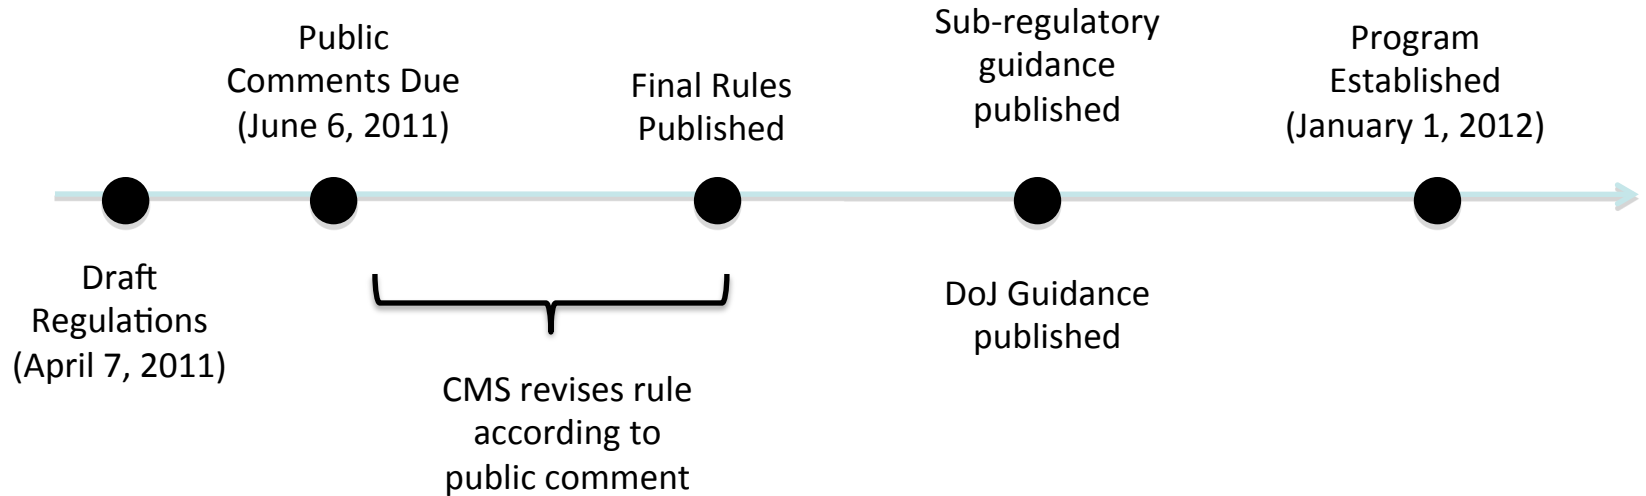 Public
Comments Due
(June 6, 2011)
Final Rules
Published
Sub-regulatory
guidance
published
Program
Established
(January 1, 2012)
Draft
Regulations
(April 7, 2011)
CMS revises rule
according to
public comment
DoJ Guidance
published